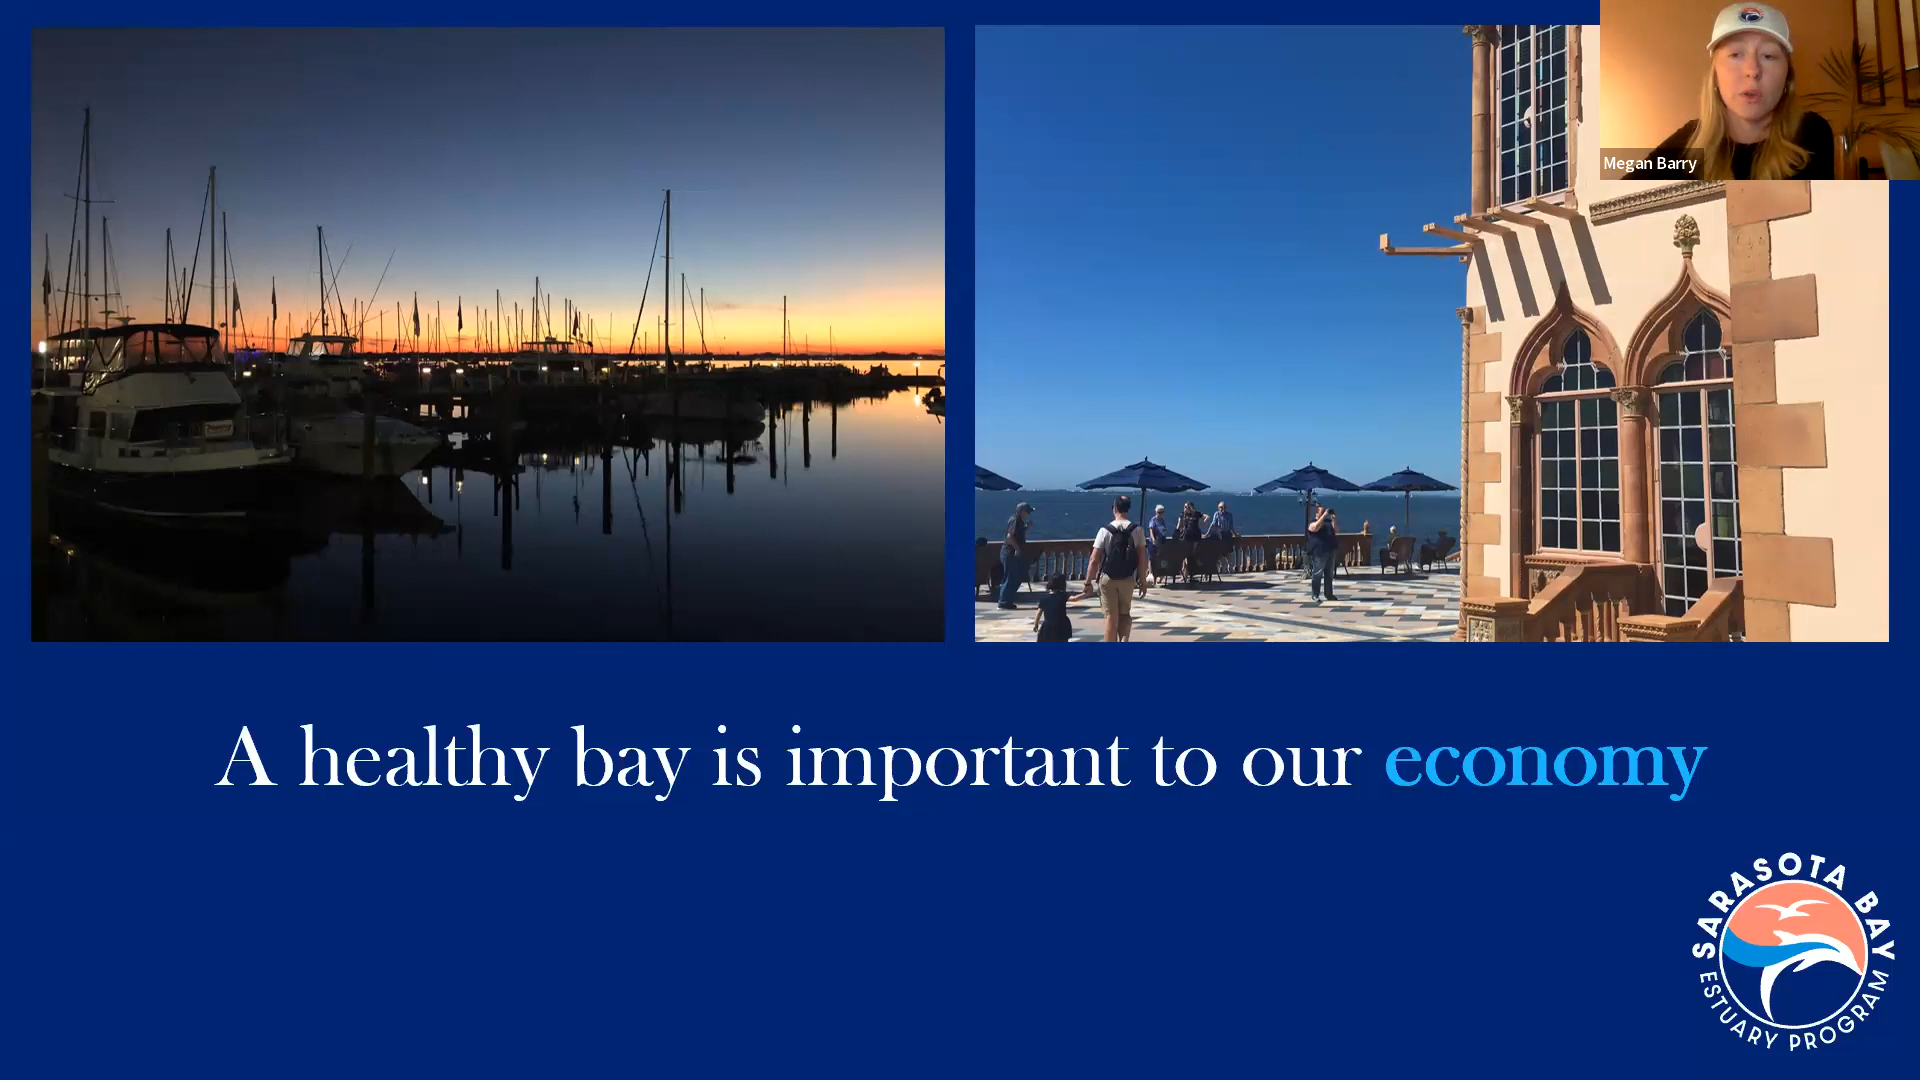 Megan Barry
A healthy bay is important to our economy
SARASOTA BAY
ESTUARY PROGRAM